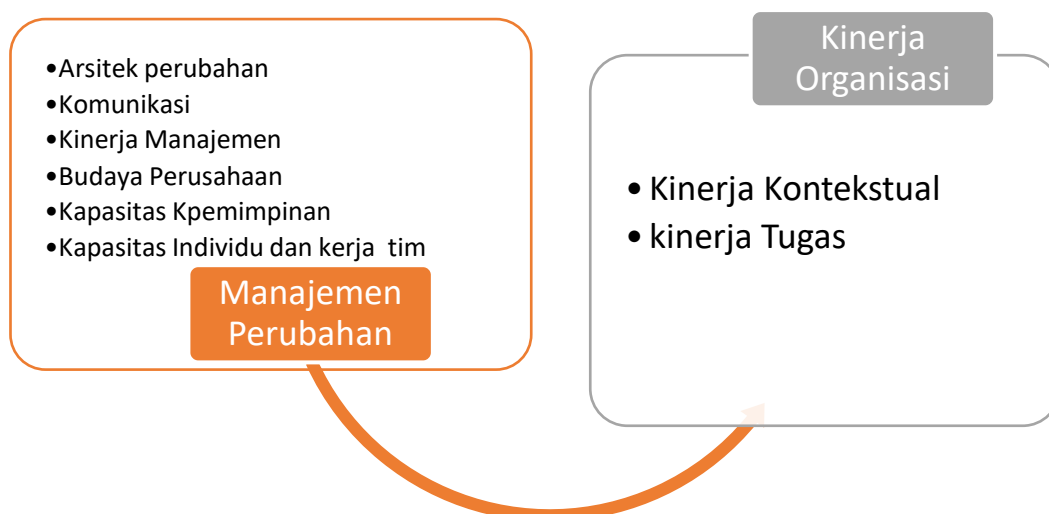 •Arsitek perubahan
•Komunikasi
•Kinerja Manajemen
•Budaya Perusahaan
•Kapasitas Kpemimpinan
•Kapasitas Individu dan kerja tim
Manajemen
Perubahan
Kinerja
Organisasi
• Kinerja Kontekstual
• kinerja Tugas